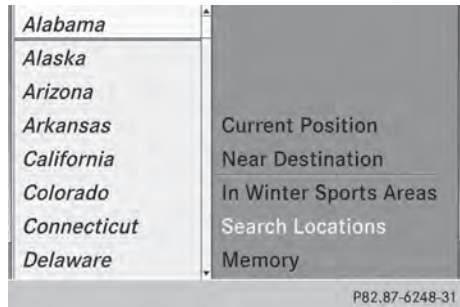 Alabama
Alaska
Arizona
Arkansas
California
Colorado
Connecticut
Delaware
Current Position
Near Destination
In Winter Sports Areas
Search Locations
Memory
P82.87-6248-31